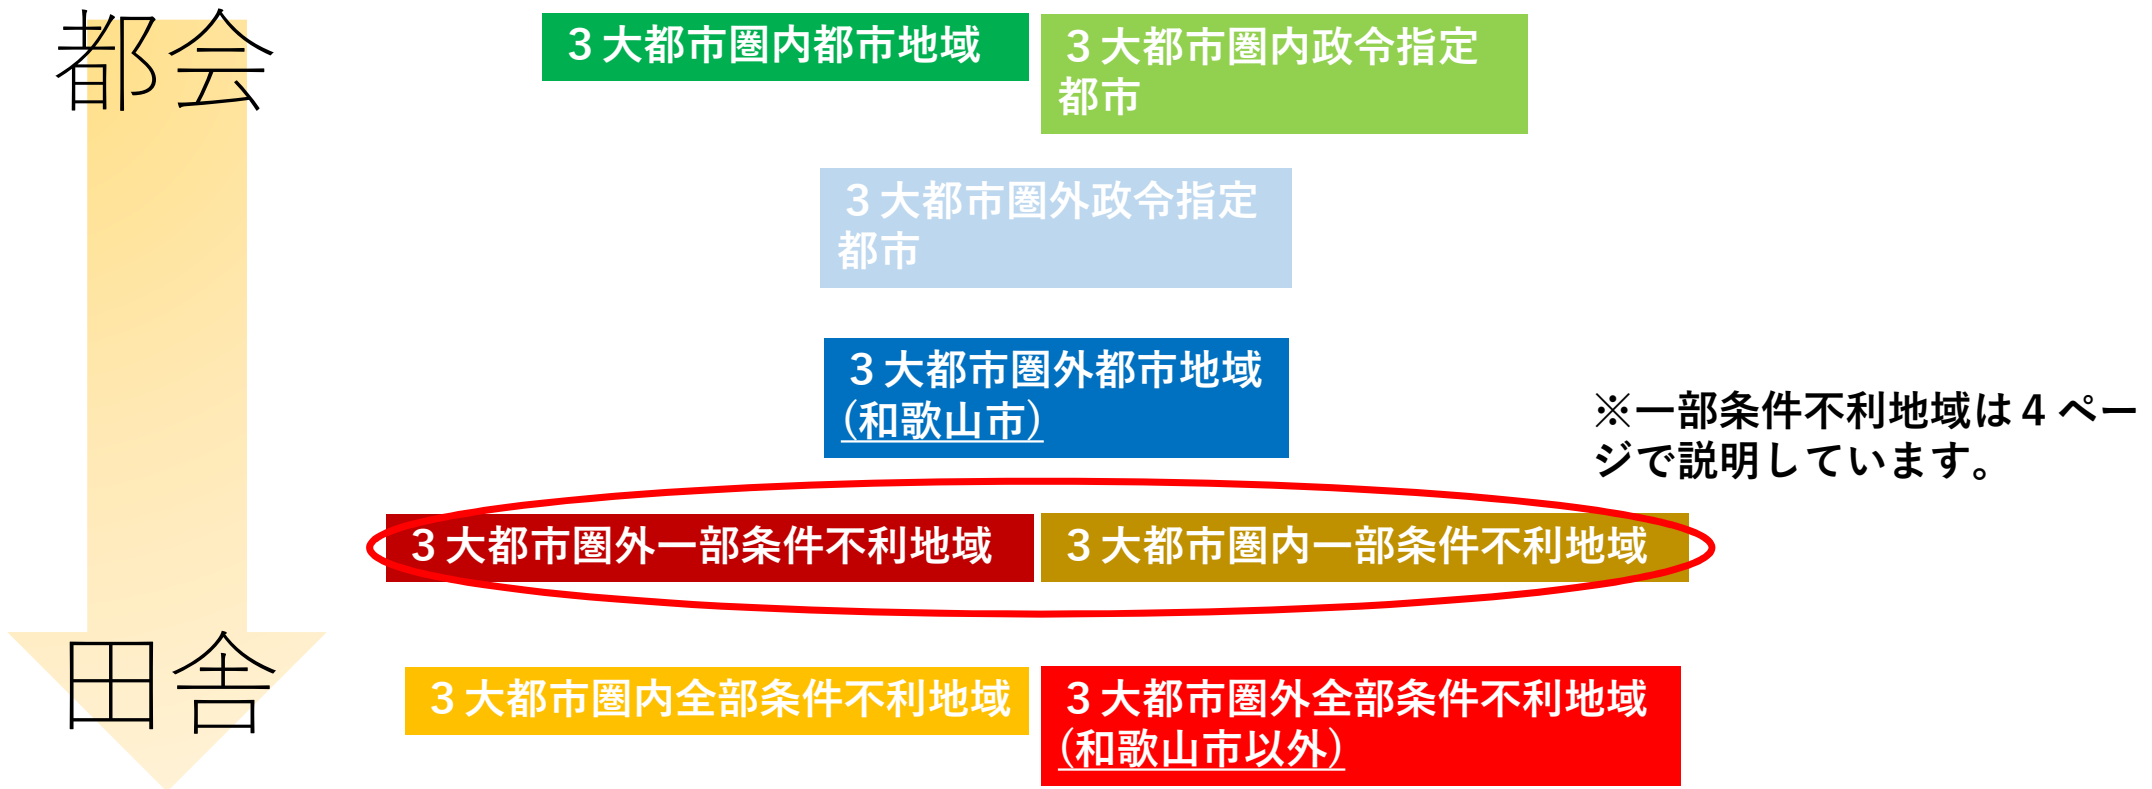 都会
３大都市圏内都市地域
３大都市圏内政令指定
都市
３大都市圏外政令指定
都市
３大都市圏外都市地域
(和歌山市)
※一部条件不利地域は４ペー
ジで説明しています。
３大都市圏外一部条件不利地域
３大都市圏内一部条件不利地域
田舎
３大都市圏内全部条件不利地域
３大都市圏外全部条件不利地域
(和歌山市以外)